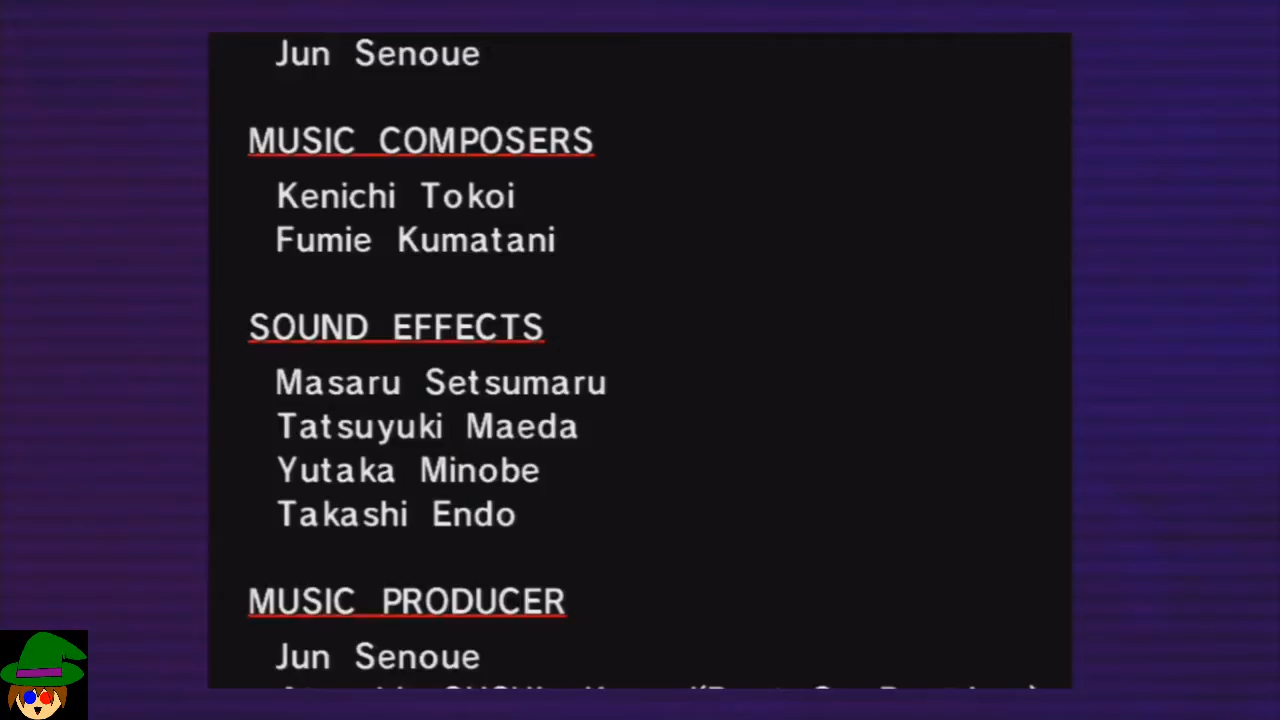 Jun Senoue
MUSIC COMPOSERS
Kenichi Tokoi
Fumie Kumatani
SOUND EFFECTS
Masaru Setsumaru
Tatsuyuki Maeda
Yutaka Minobe
Takashi Endo
MUSIC PRODUCER
Jun Senoue